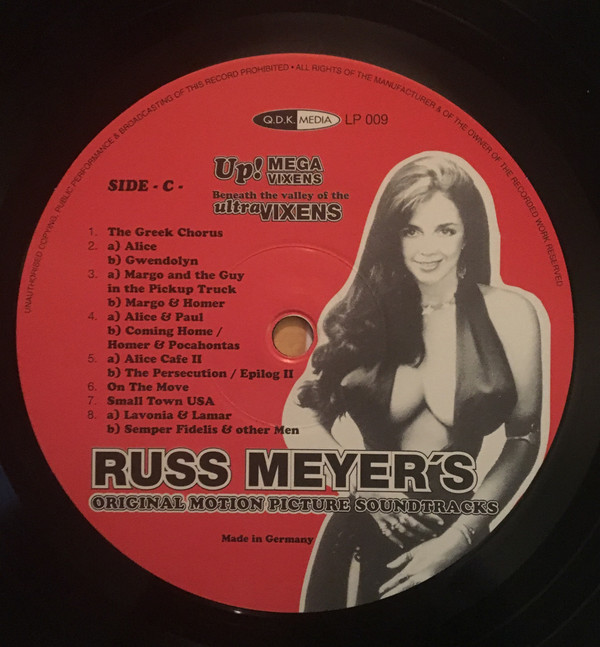 UNAUTHORISED COPYING, PUBLIC PERFORMANCE & BROADCASTING OF THIS RECORD PROHIBITED • ALL RIGHTS OF THE MANUFACTURER & OF THE OWNER OF THE RECORDED WORK RESERVED
Q.D.K. MEDIA LP 009
SIDE - C -
Up! MEGA
VIXENS
Beneath the valley of the
ultraVIXENS
1. The Greek Chorus
2. a) Alice
b) Gwendolyn
3. a) Margo and the Guy
in the Pickup Truck
b) Margo & Homer
4. a) Alice & Paul
b) Coming Home /
Homer & Pocahontas
5. a) Alice Cafe II
b) The Persecution / Epilog II
6. On The Move
7. Small Town USA
8. a) Lavonia & Lamar
b) Semper Fidelis & other Men
RUSS MEYER´S
ORIGINAL MOTION PICTURE SOUNDTRACKS
Made in Germany